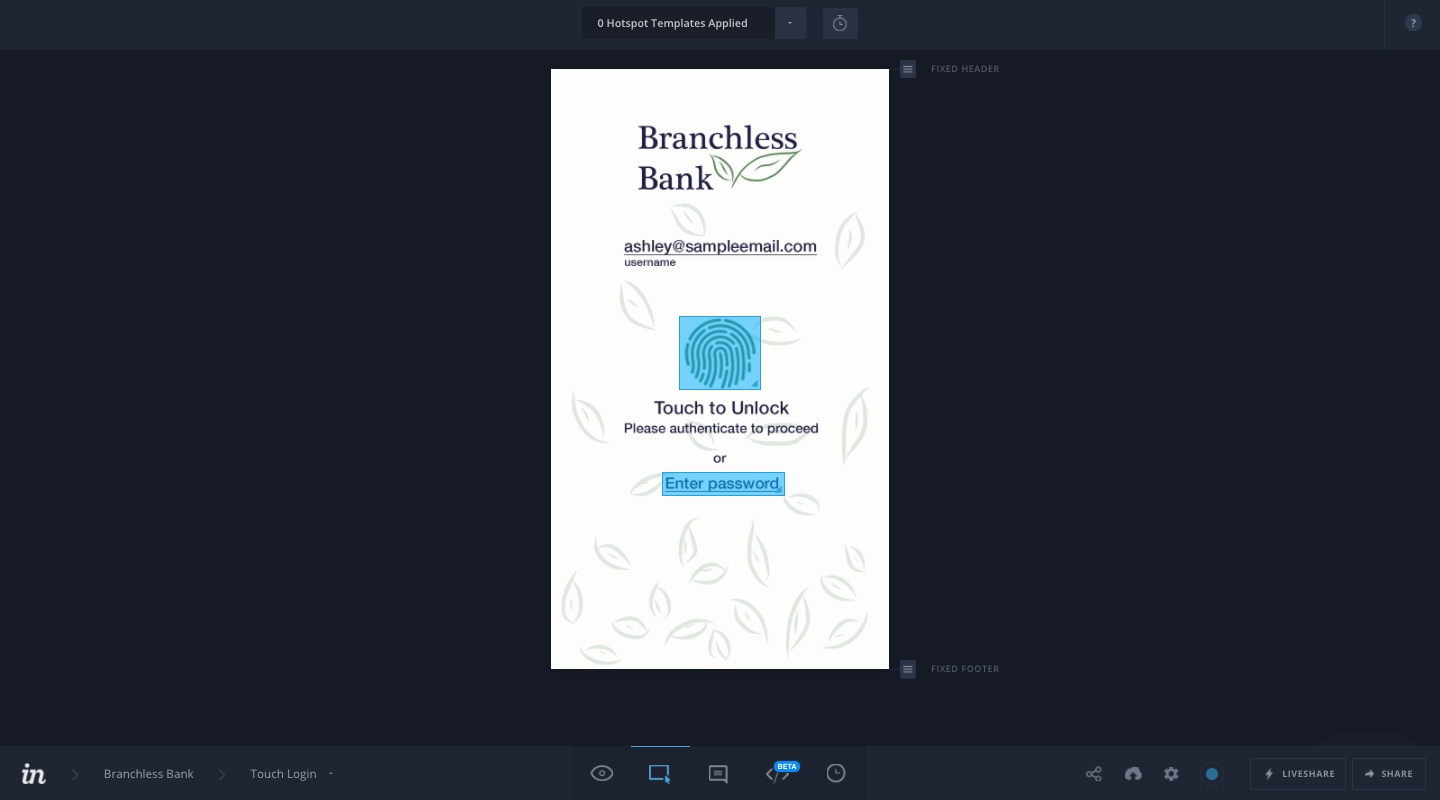 0 Hotspot Templates Applied
-
?
FIXED HEADER
Branchless
Bank
ashley@sampleemail.com
username
Touch to Unlock
Please authenticate to proceed
or
Enter password
FIXED FOOTER
in
Branchless Bank
Touch Login -
BETA
LIVESHARE
SHARE